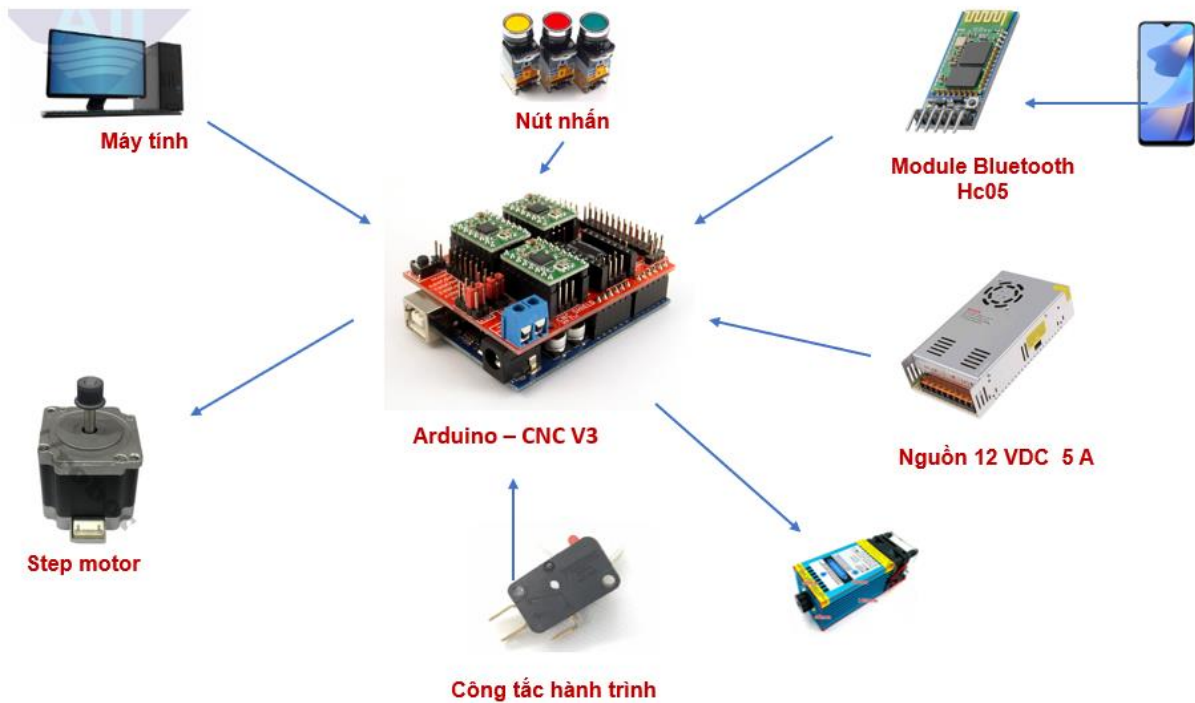 All
Máy tính
Nút nhấn
Module Bluetooth
Hc05
Arduino – CNC V3
Nguồn 12 VDC 5 A
Step motor
Công tắc hành trình